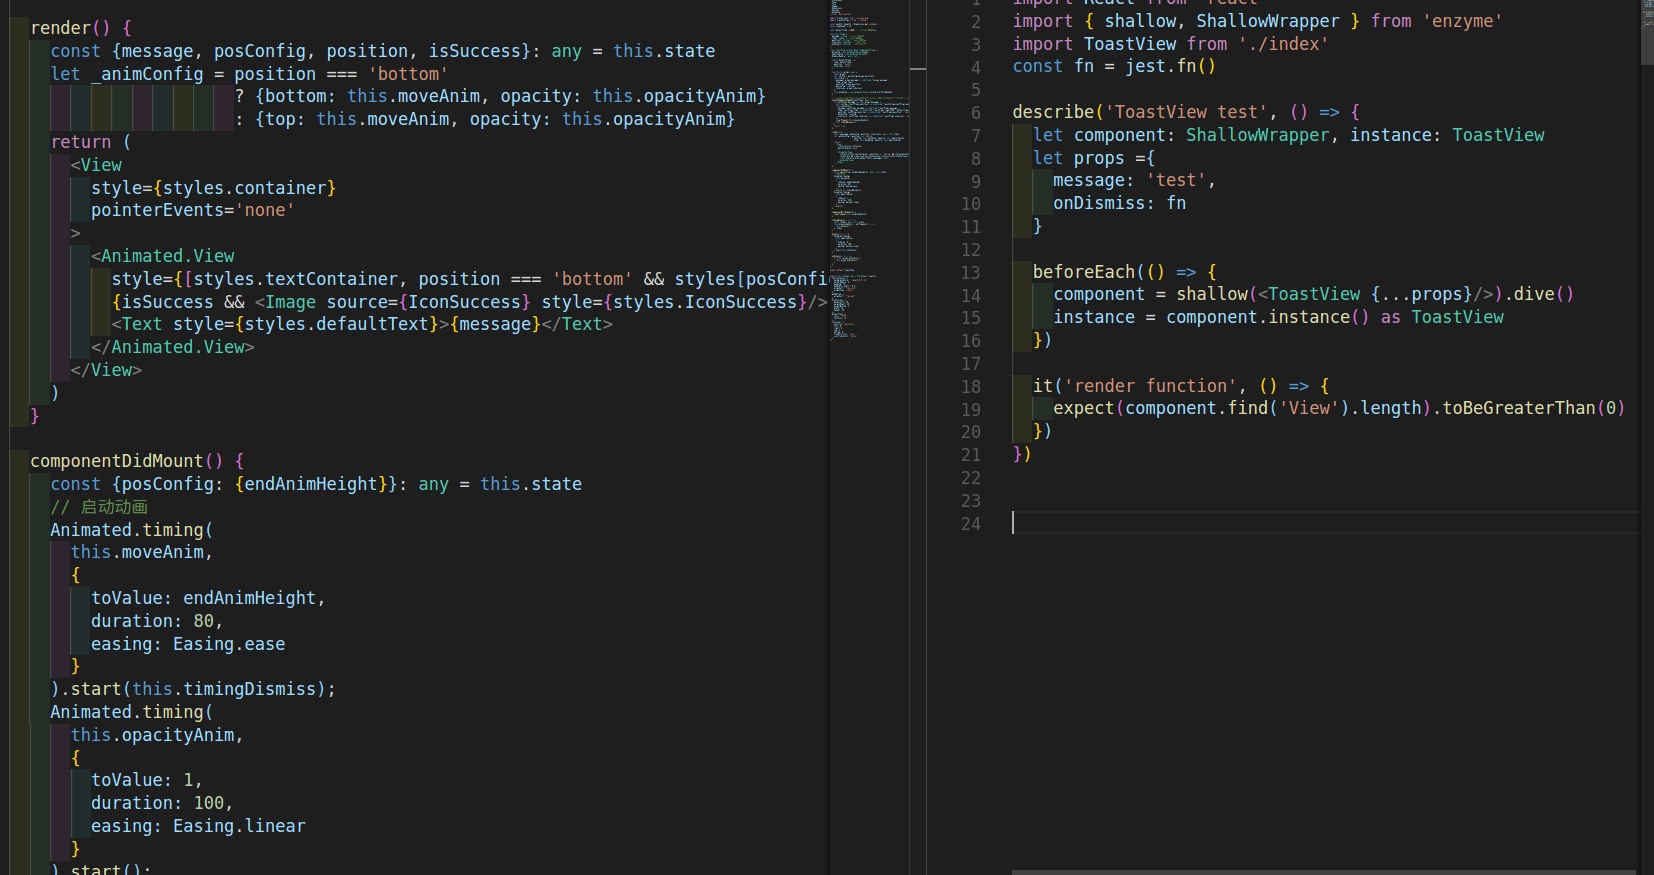 render() {
const {message, posConfig, position, isSuccess}: any = this.state
let _animConfig = position === 'bottom'
? {bottom: this.moveAnim, opacity: this.opacityAnim}
: {top: this.moveAnim, opacity: this.opacityAnim}
return (
<View
style={styles.container}
pointerEvents='none'
>
<Animated.View
style={[styles.textContainer, position === 'bottom' && styles[posConfi
{isSuccess && <Image source={IconSuccess} style={styles.IconSuccess}/>
<Text style={styles.defaultText}>{message}</Text>
</Animated.View>
</View>
)
}
componentDidMount() {
const {posConfig: {endAnimHeight}}: any = this.state
// 启动动画
Animated.timing(
this.moveAnim,
{
toValue: endAnimHeight,
duration: 80,
easing: Easing.ease
}
).start(this.timingDismiss);
Animated.timing(
this.opacityAnim,
{
toValue: 1,
duration: 100,
easing: Easing.linear
}
).start();
1 import React from 'react'
2 import { shallow, ShallowWrapper } from 'enzyme'
3 import ToastView from './index'
4 const fn = jest.fn()
5
6 describe('ToastView test', () => {
7 let component: ShallowWrapper, instance: ToastView
8 let props ={
9 message: 'test',
10 onDismiss: fn
11 }
12
13 beforeEach(() => {
14 component = shallow(<ToastView {...props}/>).dive()
15 instance = component.instance() as ToastView
16 })
17
18 it('render function', () => {
19 expect(component.find('View').length).toBeGreaterThan(0)
20 })
21 })
22
23
24